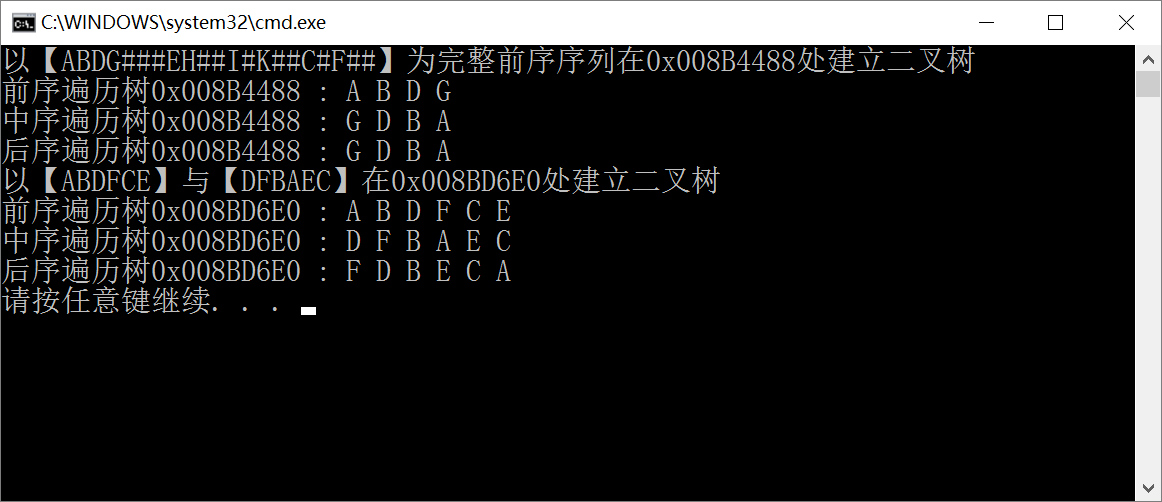 C:\WINDOWS\system32\cmd.exe
以【ABDG###EH##I#K##C#F##】为完整前序序列在0x008B4488处建立二叉树
前序遍历树0x008B4488 : A B D G
中序遍历树0x008B4488 : G D B A
后序遍历树0x008B4488 : G D B A
以【ABDFCE】与【DFBAEC】在0x008BD6E0处建立二叉树
前序遍历树0x008BD6E0 : A B D F C E
中序遍历树0x008BD6E0 : D F B A E C
后序遍历树0x008BD6E0 : F D B E C A
请按任意键继续. . .